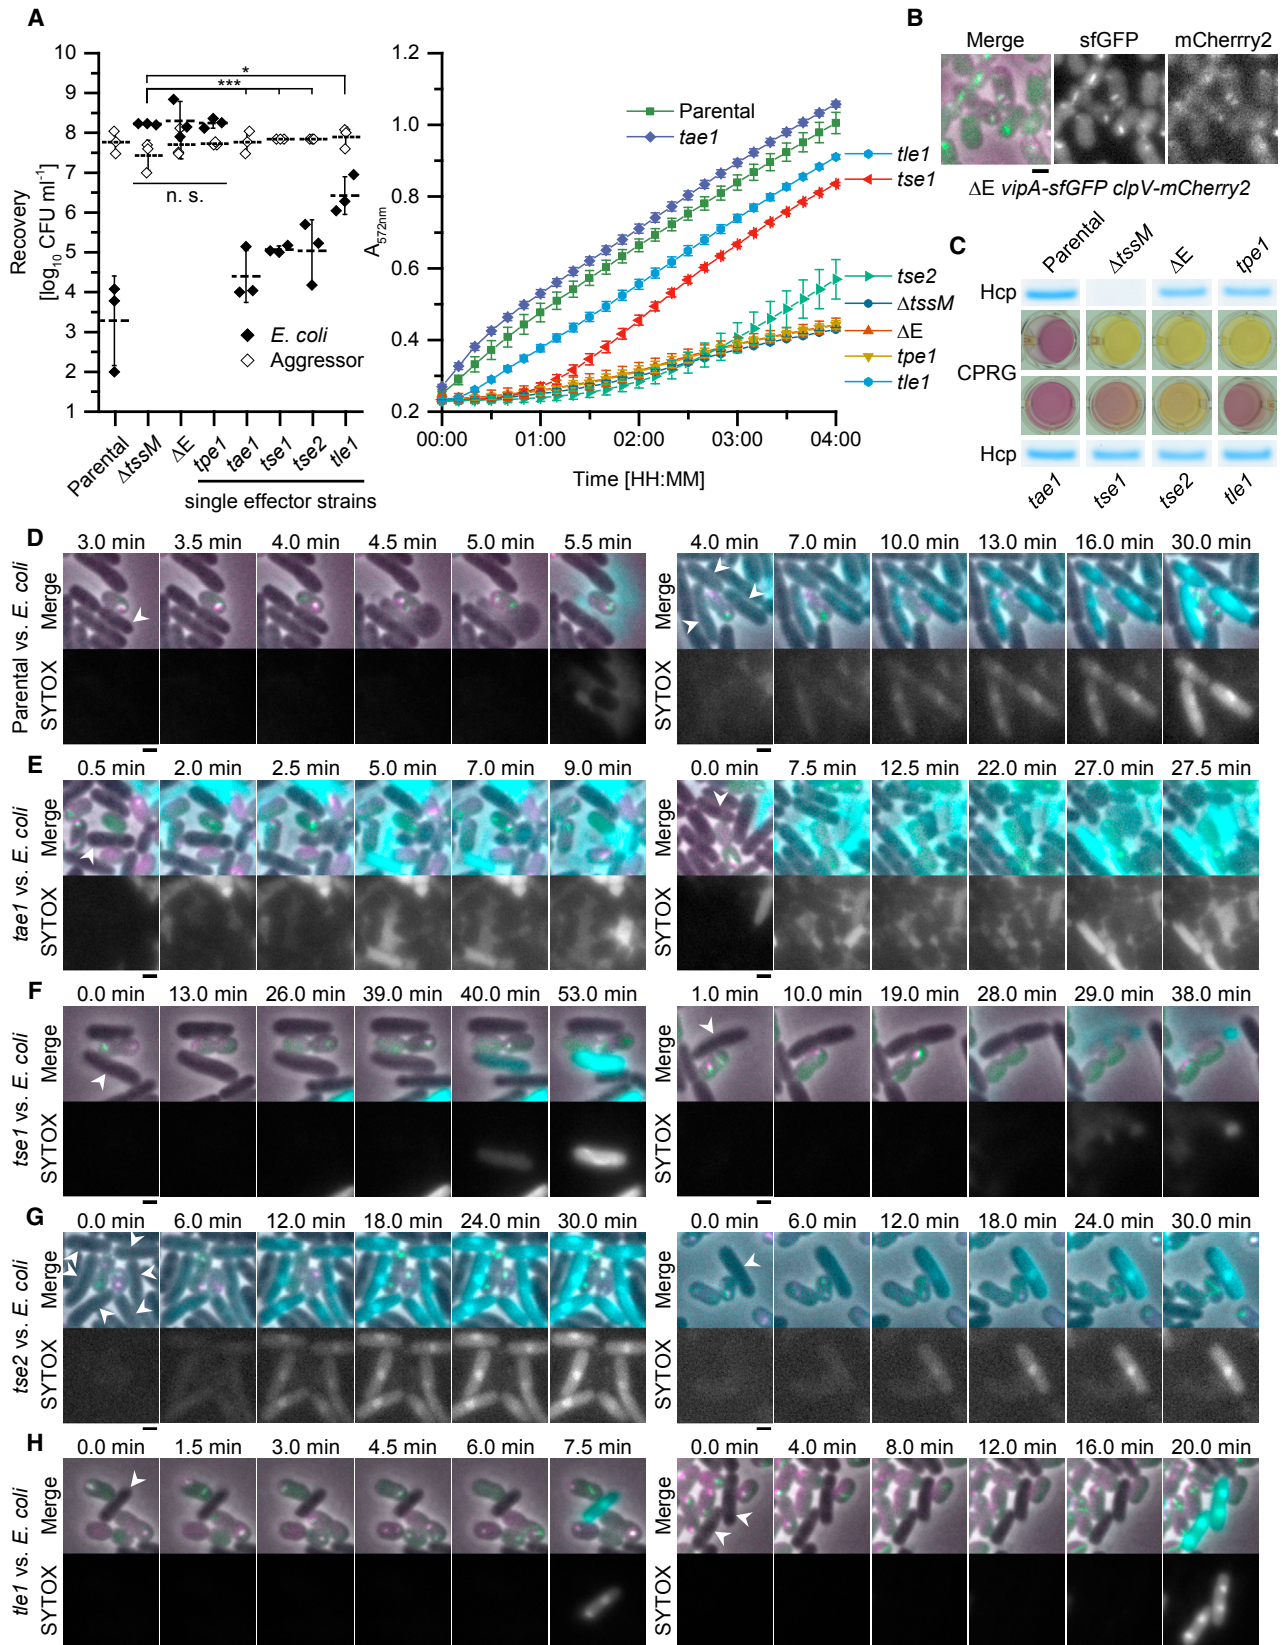 A
10
9
8
7
6
5
4
3
2
1
Recovery
[log10 CFU ml-1]
*
***
n. s.
E. coli
Aggressor
Parental
ΔtssM
ΔE
tpe1
tae1
tse1
tse2
tle1
single effector strains
1.2
1.0
0.8
0.6
0.4
0.2
A572nm
Parental
tae1
tle1
tse1
tse2
ΔtssM
ΔE
tpe1
tle1
00:00 01:00 02:00 03:00 04:00
Time [HH:MM]
B
Merge sfGFP mCherrry2
ΔE vipA-sfGFP clpV-mCherry2
C
Parental ΔtssM ΔE tpe1
Hcp
CPRG
Hcp
tae1 tse1 tse2 tle1
D
Parental vs. E. coli
3.0 min 3.5 min 4.0 min 4.5 min 5.0 min 5.5 min
Merge
SYTOX
4.0 min 7.0 min 10.0 min 13.0 min 16.0 min 30.0 min
Merge
SYTOX
E
tae1 vs. E. coli
0.5 min 2.0 min 2.5 min 5.0 min 7.0 min 9.0 min
Merge
SYTOX
0.0 min 7.5 min 12.5 min 22.0 min 27.0 min 27.5 min
Merge
SYTOX
F
tse1 vs. E. coli
0.0 min 13.0 min 26.0 min 39.0 min 40.0 min 53.0 min
Merge
SYTOX
1.0 min 10.0 min 19.0 min 28.0 min 29.0 min 38.0 min
Merge
SYTOX
G
tse2 vs. E. coli
0.0 min 6.0 min 12.0 min 18.0 min 24.0 min 30.0 min
Merge
SYTOX
0.0 min 6.0 min 12.0 min 18.0 min 24.0 min 30.0 min
Merge
SYTOX
H
tle1 vs. E. coli
0.0 min 1.5 min 3.0 min 4.5 min 6.0 min 7.5 min
Merge
SYTOX
0.0 min 4.0 min 8.0 min 12.0 min 16.0 min 20.0 min
Merge
SYTOX